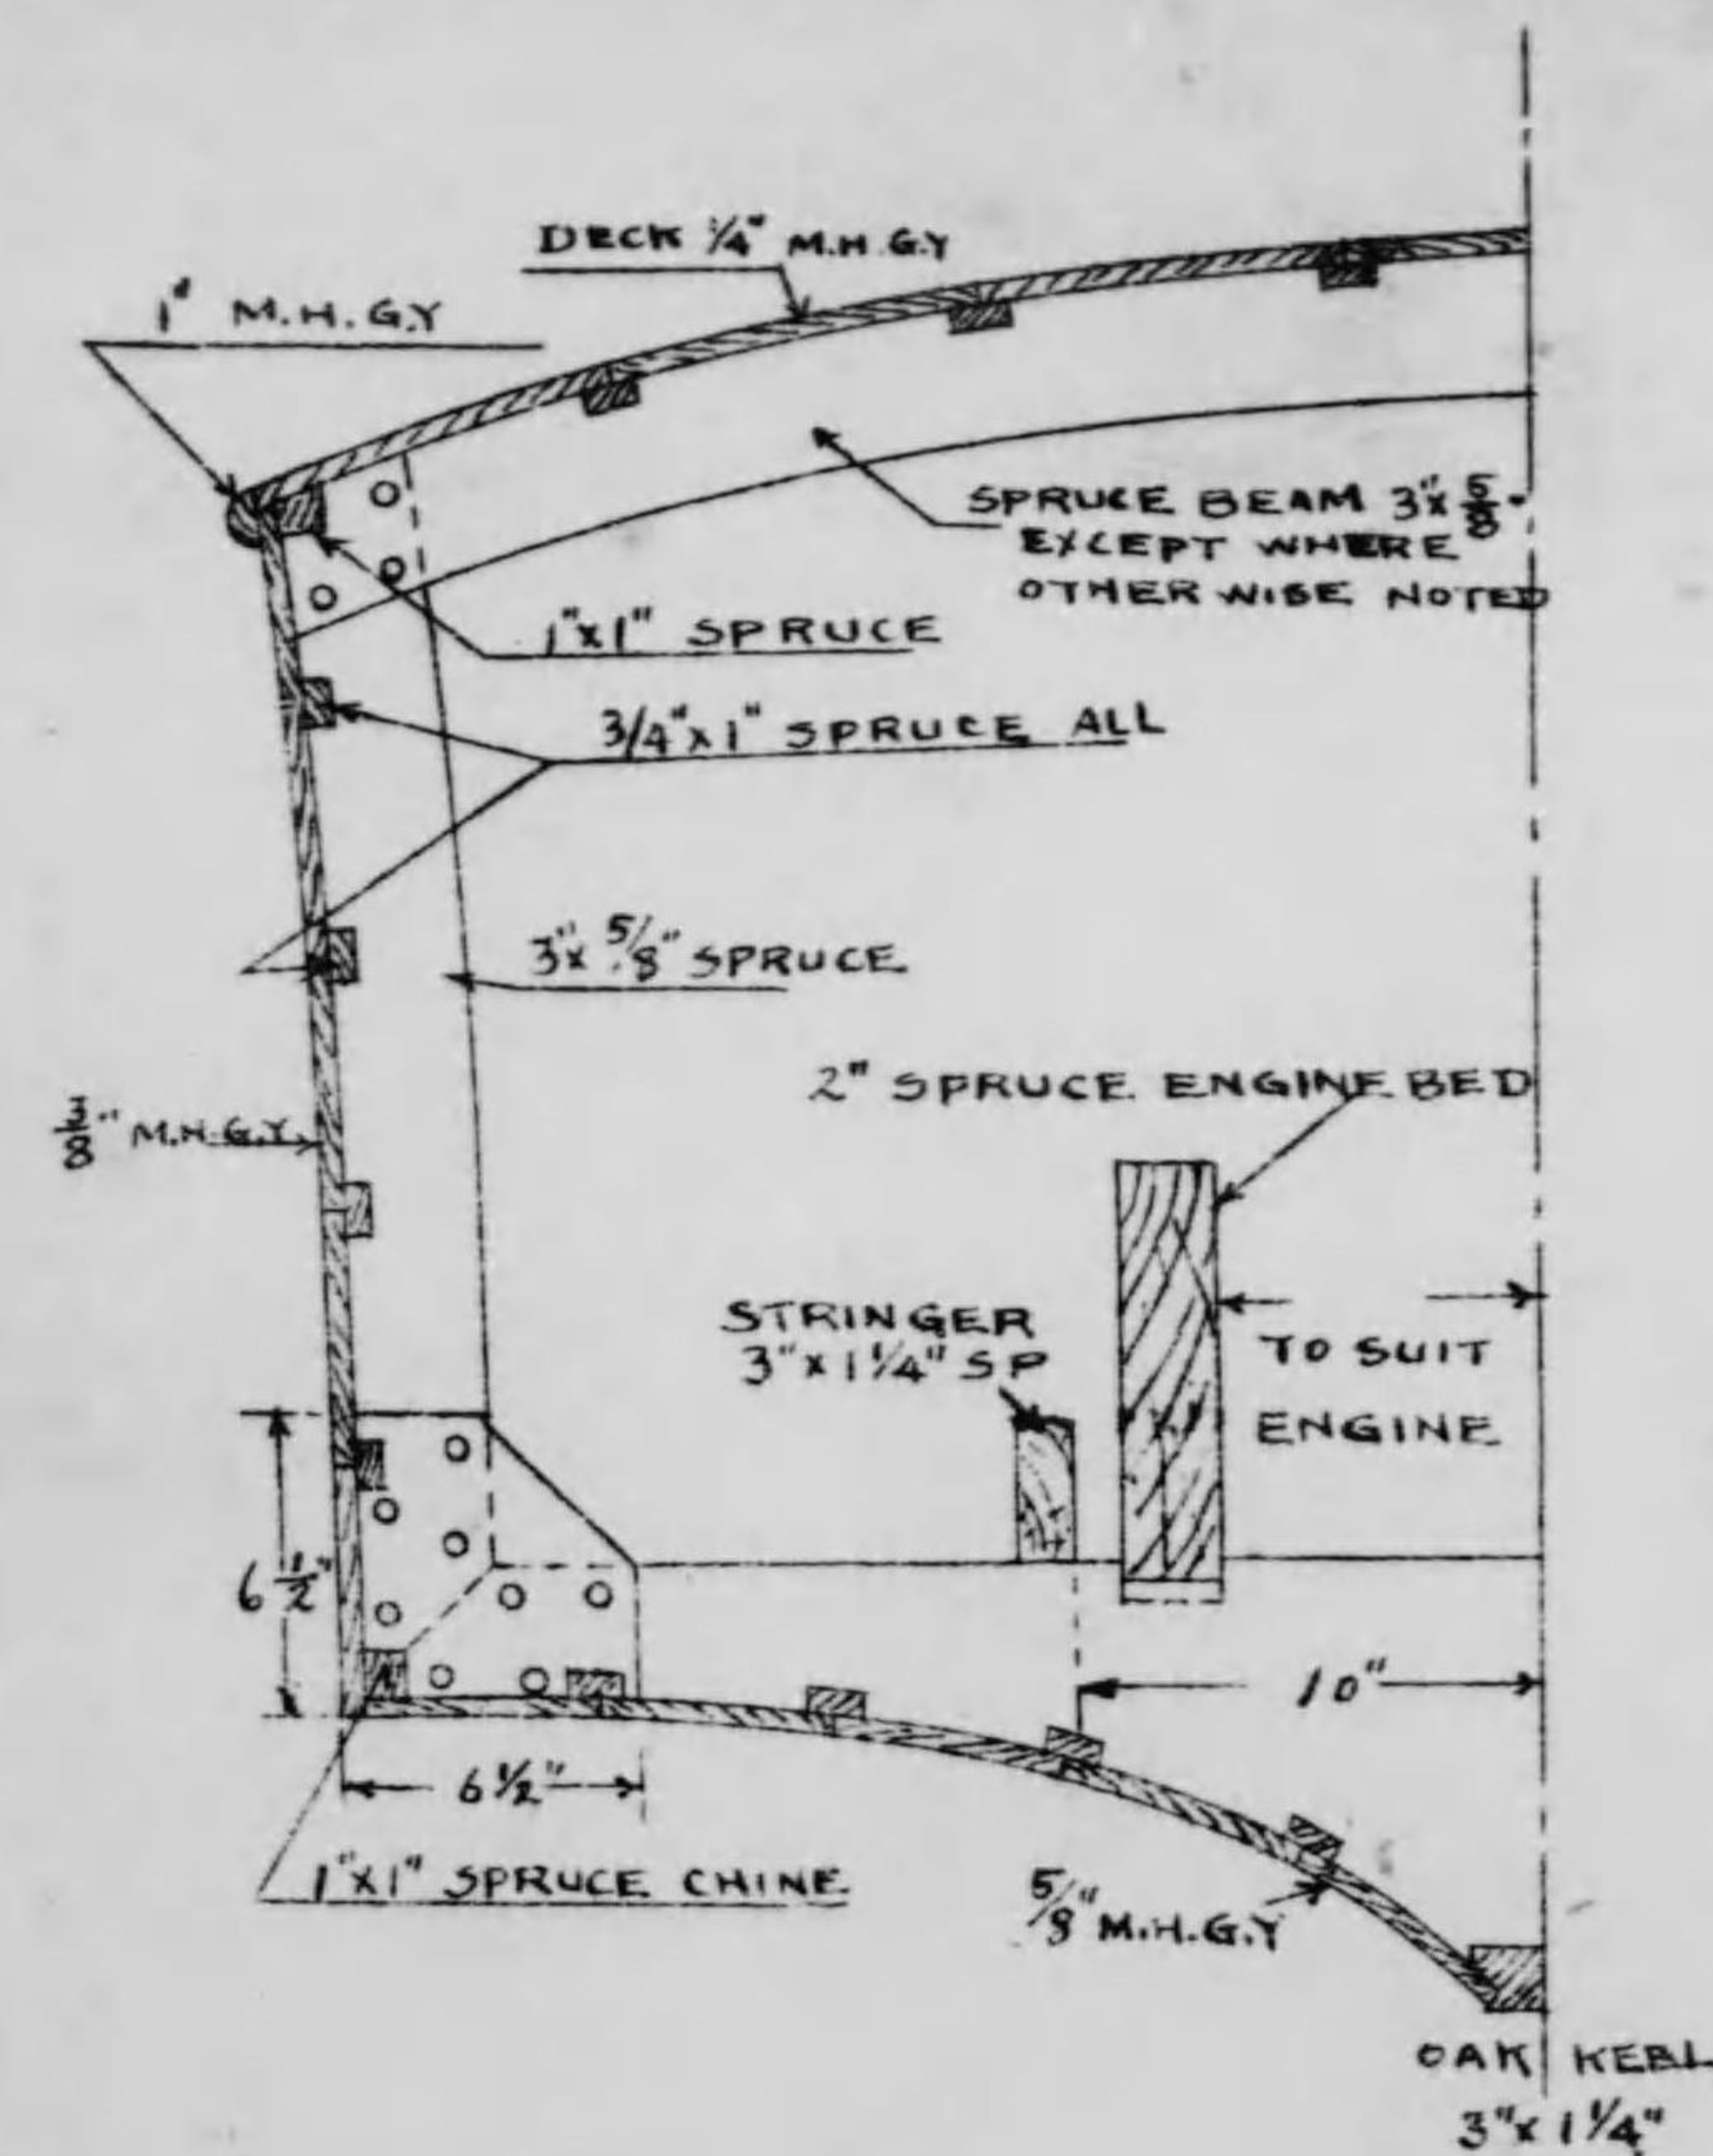 DECK 1/4" M.H.G.Y
1" M.H.G.Y
SPRUCE BEAM 3"x 5/8"
EXCEPT WHERE
OTHER WISE NOTED
1"x1" SPRUCE
3/4"x1" SPRUCE ALL
3"x 5/8" SPRUCE
2" SPRUCE ENGINE BED
3/8" M.H.G.Y.
STRINGER
3"x 1 1/4" SP
TO SUIT
ENGINE
6 1/2"
10"
6 1/2"
1"x1" SPRUCE CHINE
5/8" M.H.G.Y
OAK KEEL
3"x 1 1/4"